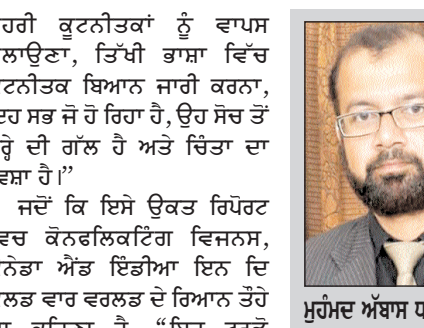 ਹਰੀ ਕੂਟਨੀਤਕਾਂ ਨੂੰ ਵਾਪਸ
ਲਾਉਣਾ, ਤਿੱਖੀ ਭਾਸ਼ਾ ਵਿੱਚ
ਟਨੀਤਕ ਬਿਆਨ ਜਾਰੀ ਕਰਨਾ,
ਹ ਸਭ ਜੋ ਹੋ ਰਿਹਾ ਹੈ, ਉਹ ਸੋਚ ਤੋਂ
ਰ੍ਹੇ ਦੀ ਗੱਲ ਹੈ ਅਤੇ ਚਿੰਤਾ ਦਾ
ਵਸ਼ਾ ਹੈ।”
ਜਦੋਂ ਕਿ ਇਸੇ ਉਕਤ ਰਿਪੋਰਟ
ਵਚ ਕੋਨਫਲਿਕਟਿੰਗ ਵਿਜਨਸ,
ਨੇਡਾ ਐਂਡ ਇੰਡੀਆ ਇਨ ਦਿ
ਲਡ ਵਾਰ ਵਰਲਡ ਦੇ ਰਿਆਨ ਤੌਹੇ
ਮੁਹੰਮਦ ਅੱਬਾਸ ਧ